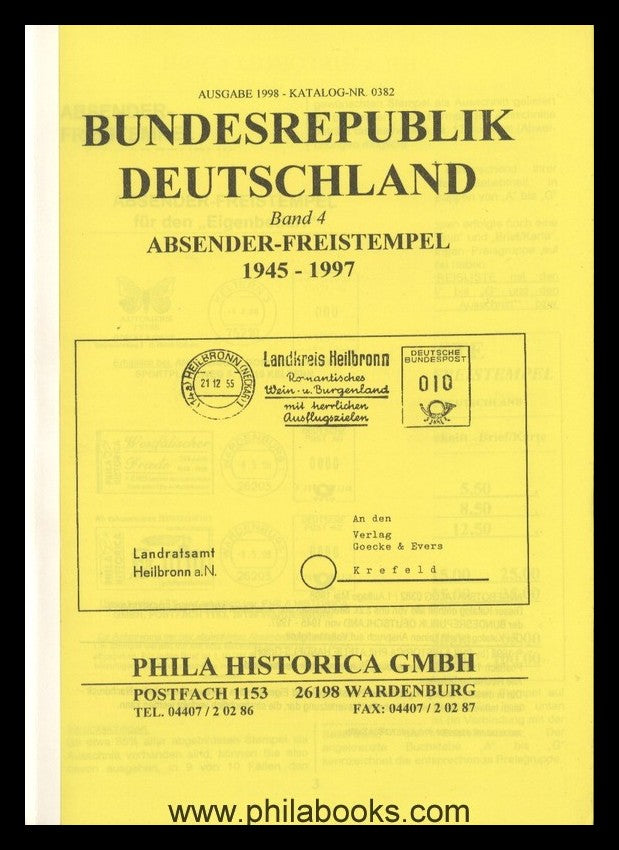 AUSGABE 1998 - KATALOG-NR. 0382
BUNDESREPUBLIK
DEUTSCHLAND
Band 4
ABSENDER-FREISTEMPEL
1945 - 1997
HEILBRONN (NECKAR)
21 12 55
14a
Landkreis Heilbronn
Romantisches
Wein- u. Burgenland
mit herrlichen
Ausflugszielen
DEUTSCHE
BUNDESPOST
010
An den
Verlag
Goecke & Evers
Krefeld
Landratsamt
Heilbronn a.N.
PHILA HISTORICA GMBH
POSTFACH 1153 26198 WARDENBURG
TEL. 04407 / 2 02 86 FAX: 04407 / 2 02 87
www.philabooks.com